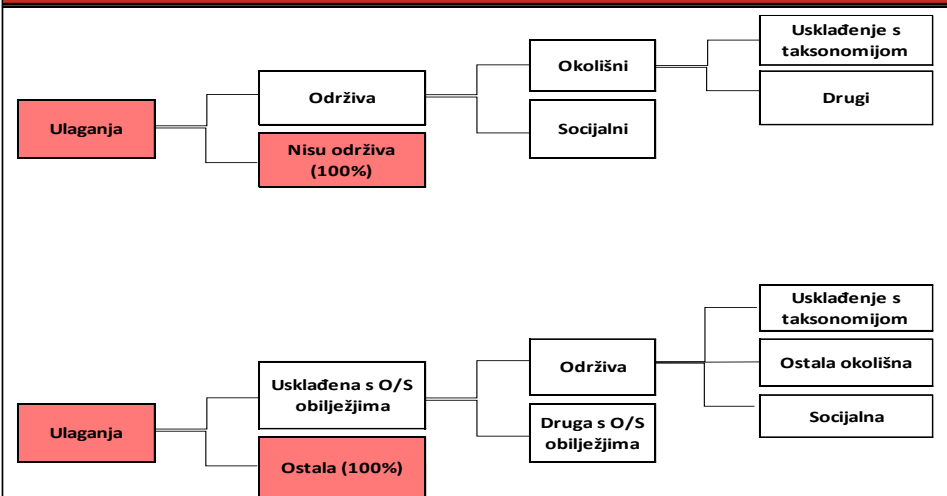 Usklađenje s
taksonomijom
Okolišni
Održiva
Drugi
Ulaganja
Socijalni
Nisu održiva
(100%)
Usklađenje s
taksonomijom
Održiva
Ostala okolišna
Usklađena s O/S
obilježjima
Socijalna
Ulaganja
Druga s O/S
obilježjima
Ostala (100%)